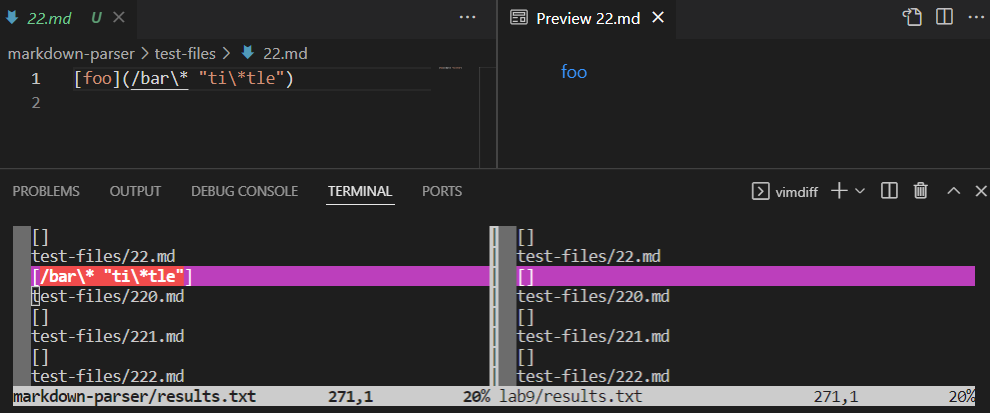 22.md U
Preview 22.md
markdown-parser > test-files > 22.md
1 [foo](/bar\* "ti\*tle")
2
foo
PROBLEMS OUTPUT DEBUG CONSOLE TERMINAL PORTS
vimdiff
[] []
test-files/22.md test-files/22.md
[/bar\* "ti\*tle"] []
test-files/220.md test-files/220.md
[] []
test-files/221.md test-files/221.md
[] []
test-files/222.md test-files/222.md
markdown-parser/results.txt 271,1 20% lab9/results.txt 271,1 20%